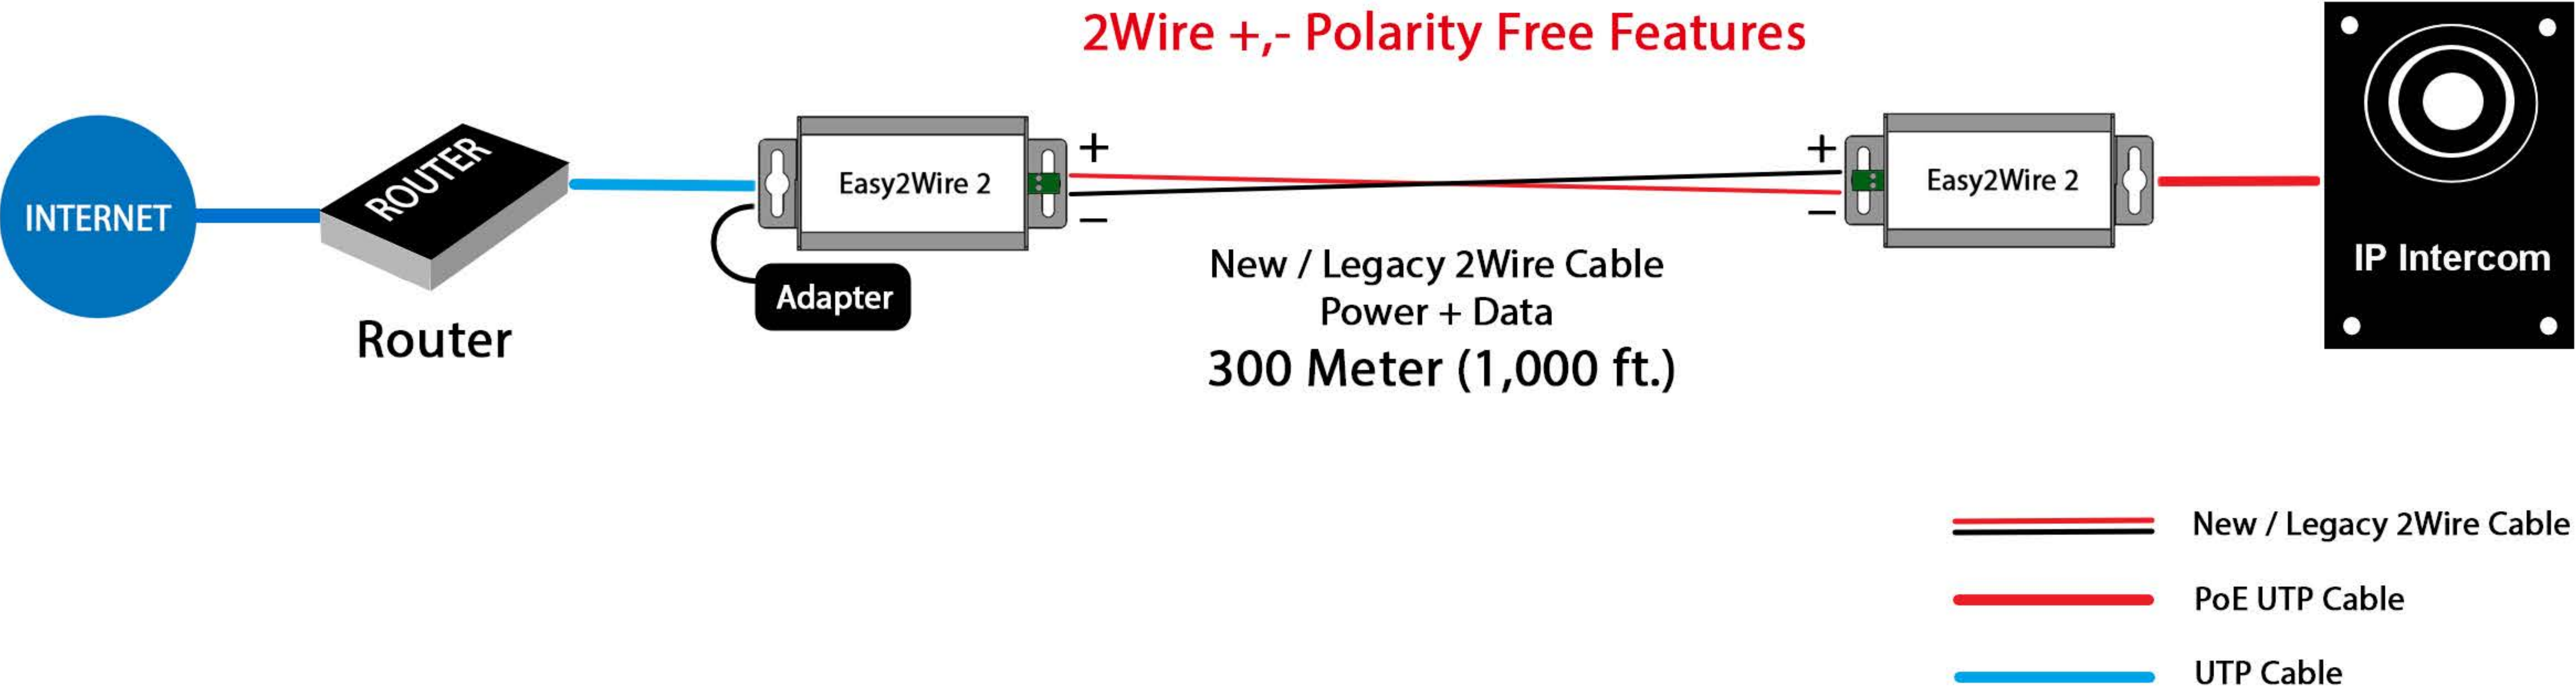 2Wire +,- Polarity Free Features
INTERNET
ROUTER
Router
Easy2Wire 2
Adapter
+
−
New / Legacy 2Wire Cable
Power + Data
300 Meter (1,000 ft.)
+
−
Easy2Wire 2
IP Intercom
New / Legacy 2Wire Cable
PoE UTP Cable
UTP Cable